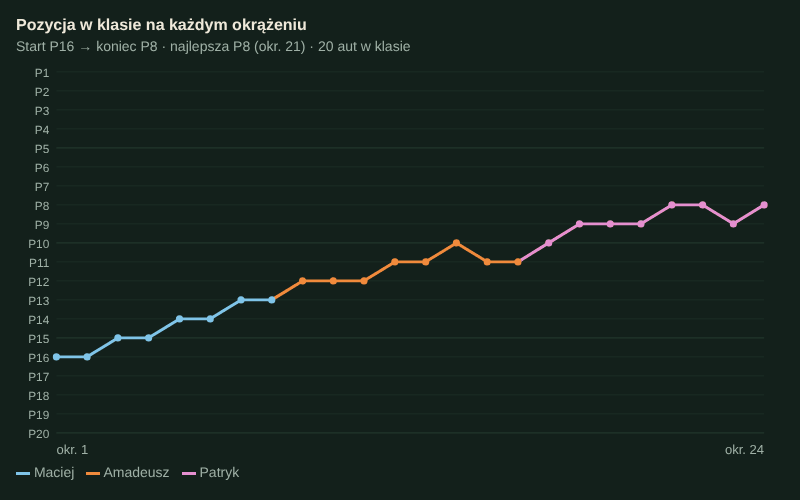 Pozycja w klasie na każdym okrążeniu
Start P16 → koniec P8 · najlepsza P8 (okr. 21) · 20 aut w klasie
P1
P2
P3
P4
P5
P6
P7
P8
P9
P10
P11
P12
P13
P14
P15
P16
P17
P18
P19
P20
okr. 1 okr. 24
Maciej Amadeusz Patryk